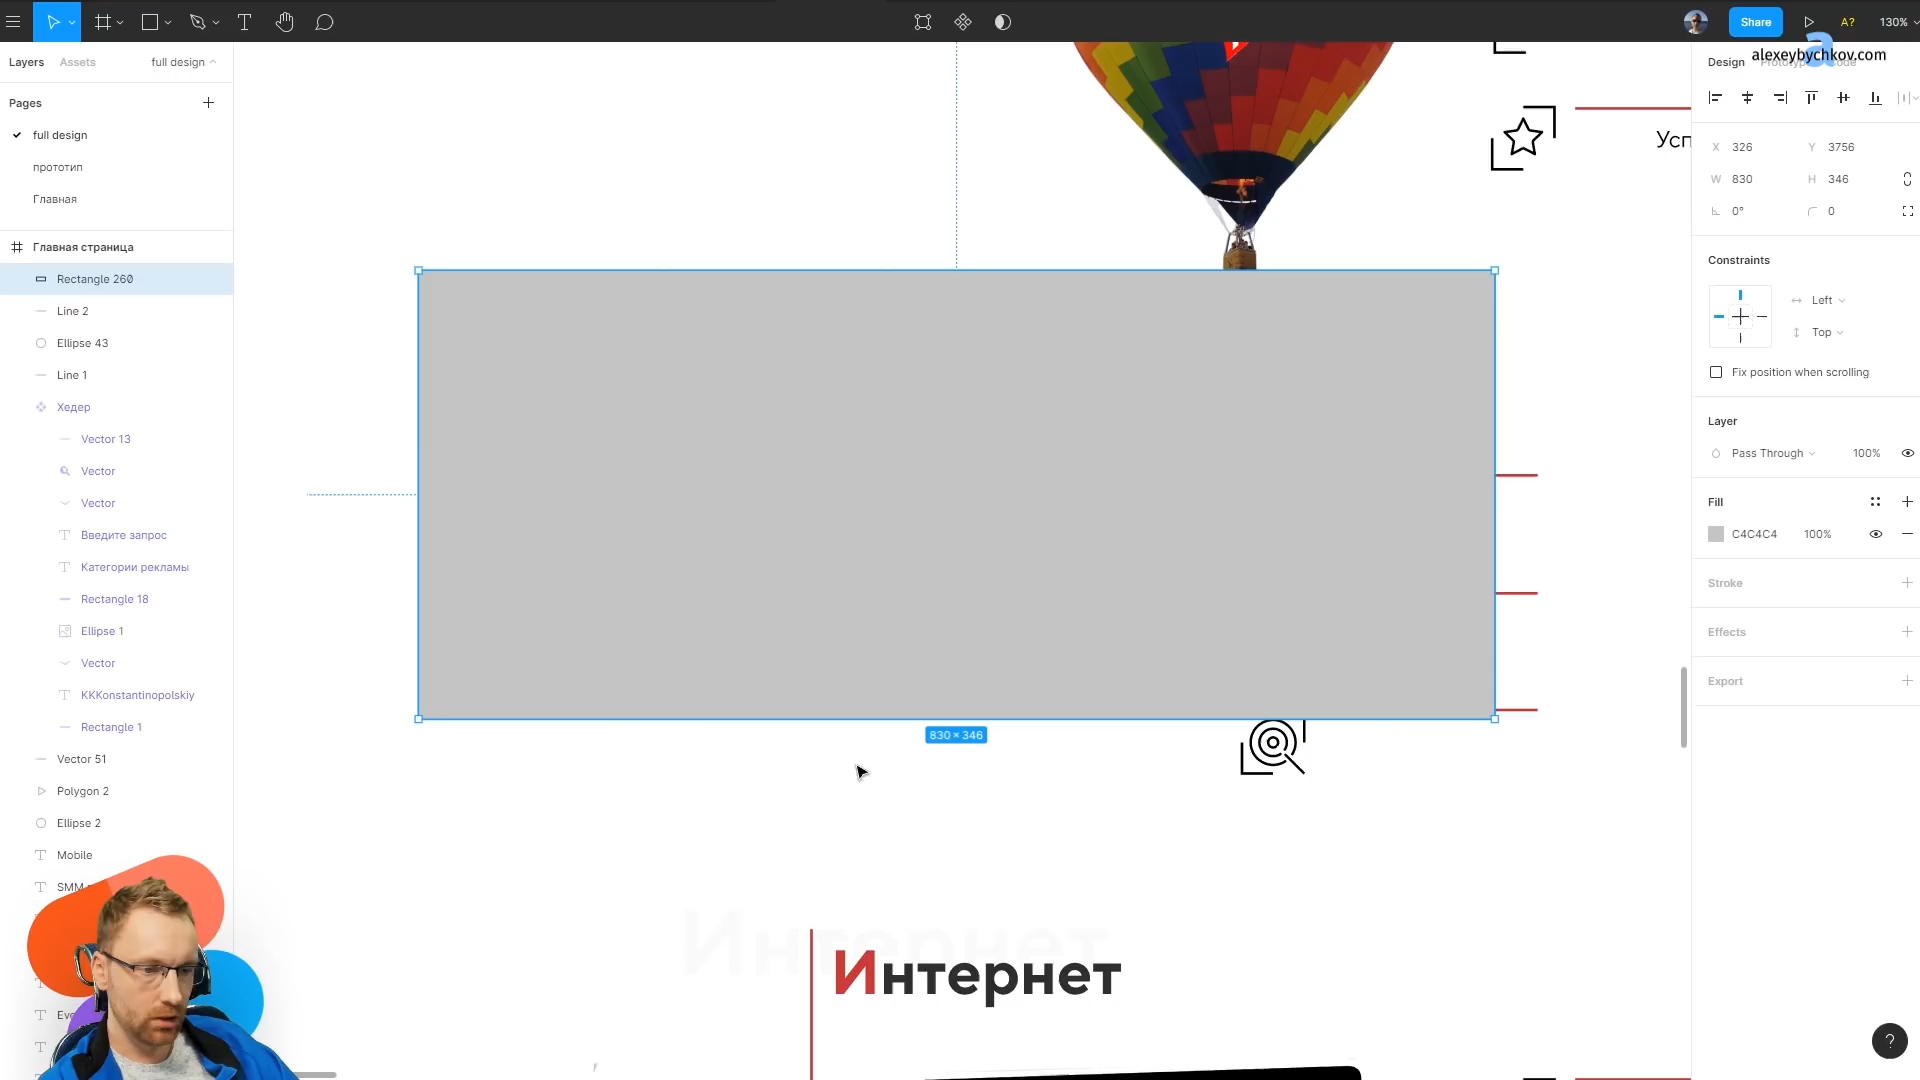 Share
A?
130%
Layers
Assets
full design
alexeybychkov.com
Design
Pages
full design
прототип
Главная
Главная страница
Rectangle 260
Line 2
Ellipse 43
Line 1
Хедер
Vector 13
Vector
Vector
Введите запрос
Категории рекламы
Rectangle 18
Ellipse 1
Vector
KKKonstantinopolskiy
Rectangle 1
Vector 51
Polygon 2
Ellipse 2
Mobile
SMM
Усп
830 × 346
Интернет
Интернет
X 326
Y 3756
W 830
H 346
0°
0
Constraints
Left
Top
Fix position when scrolling
Layer
Pass Through
100%
Fill
C4C4C4
100%
Stroke
Effects
Export
?